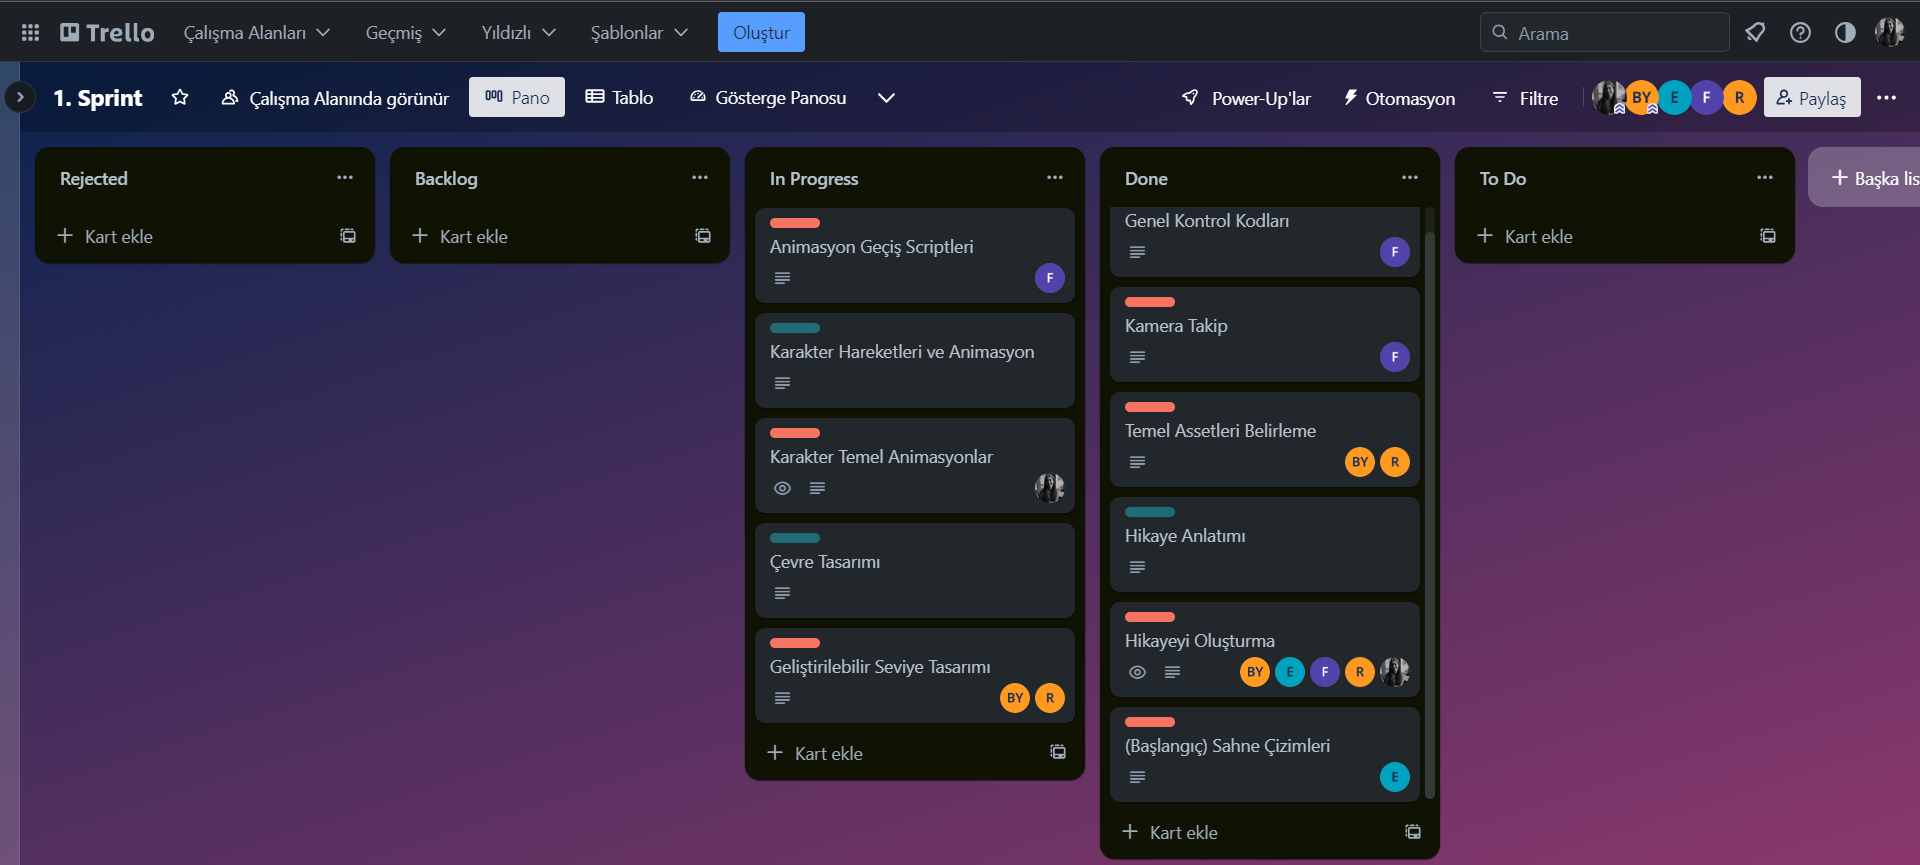 Trello
Çalışma Alanları
Geçmiş
Yıldızlı
Şablonlar
Oluştur
Arama
1. Sprint
Çalışma Alanında görünür
Pano
Tablo
Gösterge Panosu
Power-Up'lar
Otomasyon
Filtre
BY
E
F
R
Paylaş
Rejected
Kart ekle
Backlog
Kart ekle
In Progress
Animasyon Geçiş Scriptleri
F
Karakter Hareketleri ve Animasyon
Karakter Temel Animasyonlar
Çevre Tasarımı
Geliştirilebilir Seviye Tasarımı
BY R
Kart ekle
Done
Genel Kontrol Kodları
F
Kamera Takip
F
Temel Assetleri Belirleme
BY R
Hikaye Anlatımı
Hikayeyi Oluşturma
BY E F R
(Başlangıç) Sahne Çizimleri
E
Kart ekle
To Do
Kart ekle
Başka lis